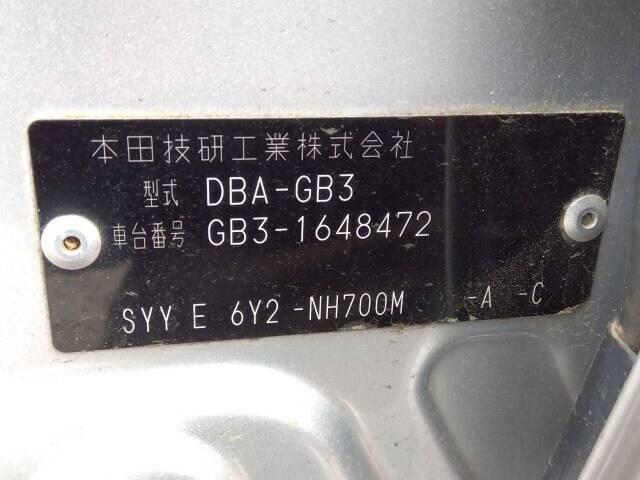 本田技研工業株式会社
型式 DBA-GB3
車台番号 GB3-1648472
SYY E 6Y2 -NH700M -A -C